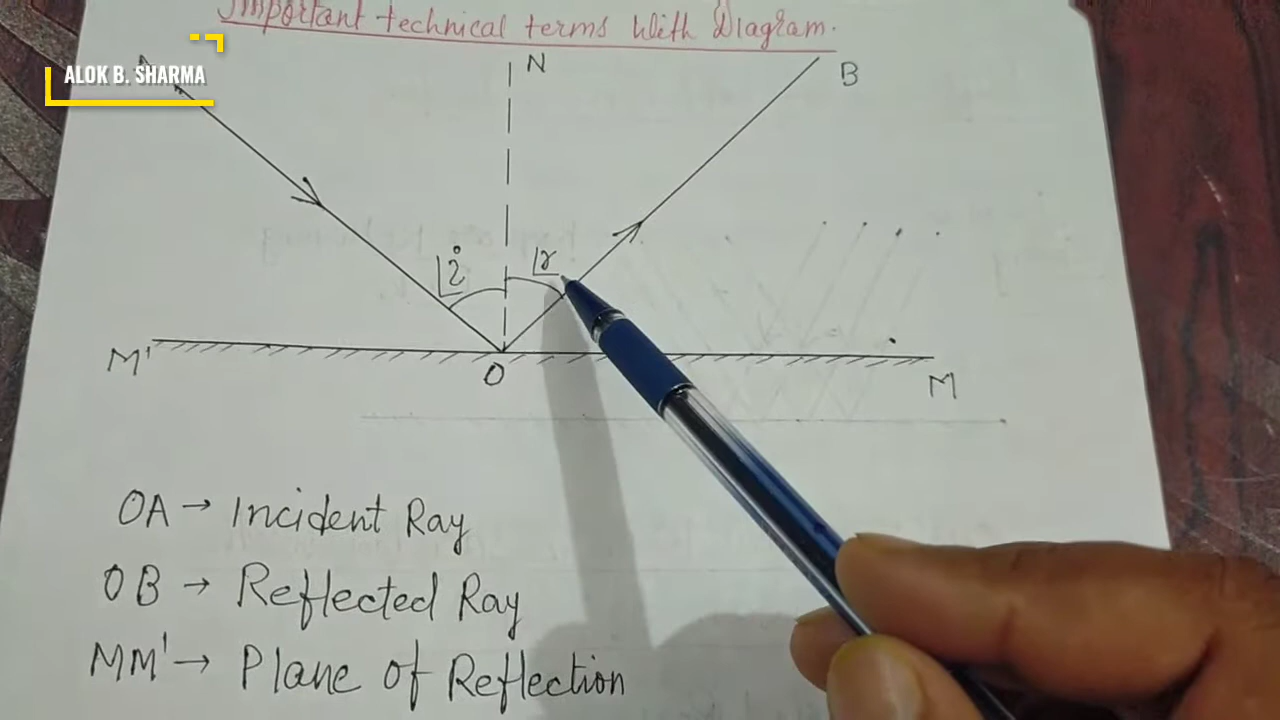 Important technical terms With Diagram.
ALOK B. SHARMA
A
N
B
∠i
∠r
M'
O
M
OA → Incident Ray
OB → Reflected Ray
MM' → Plane of Reflection